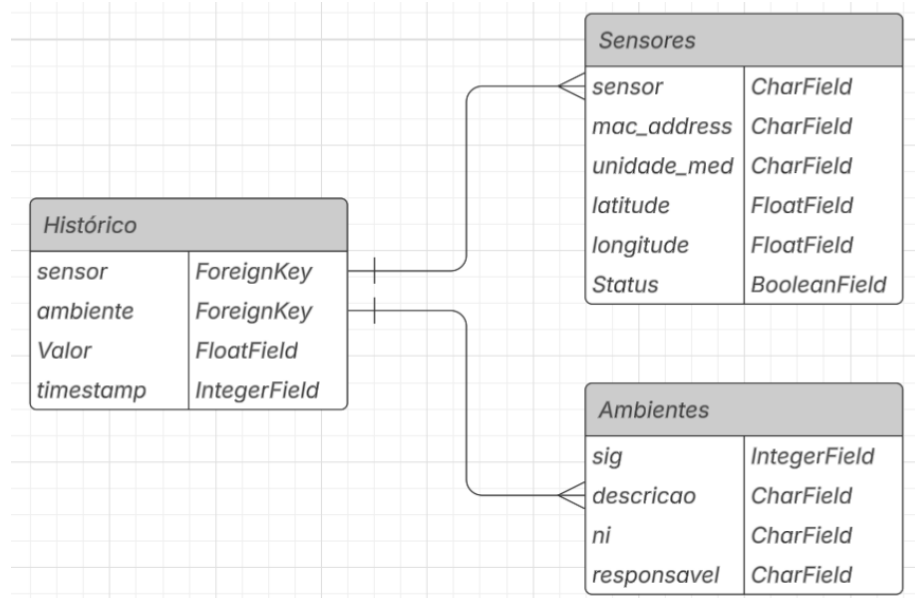 Sensores
sensor CharField
mac_address CharField
unidade_med CharField
latitude FloatField
longitude FloatField
Status BooleanField
Histórico
sensor ForeignKey
ambiente ForeignKey
Valor FloatField
timestamp IntegerField
Ambientes
sig IntegerField
descricao CharField
ni CharField
responsavel CharField